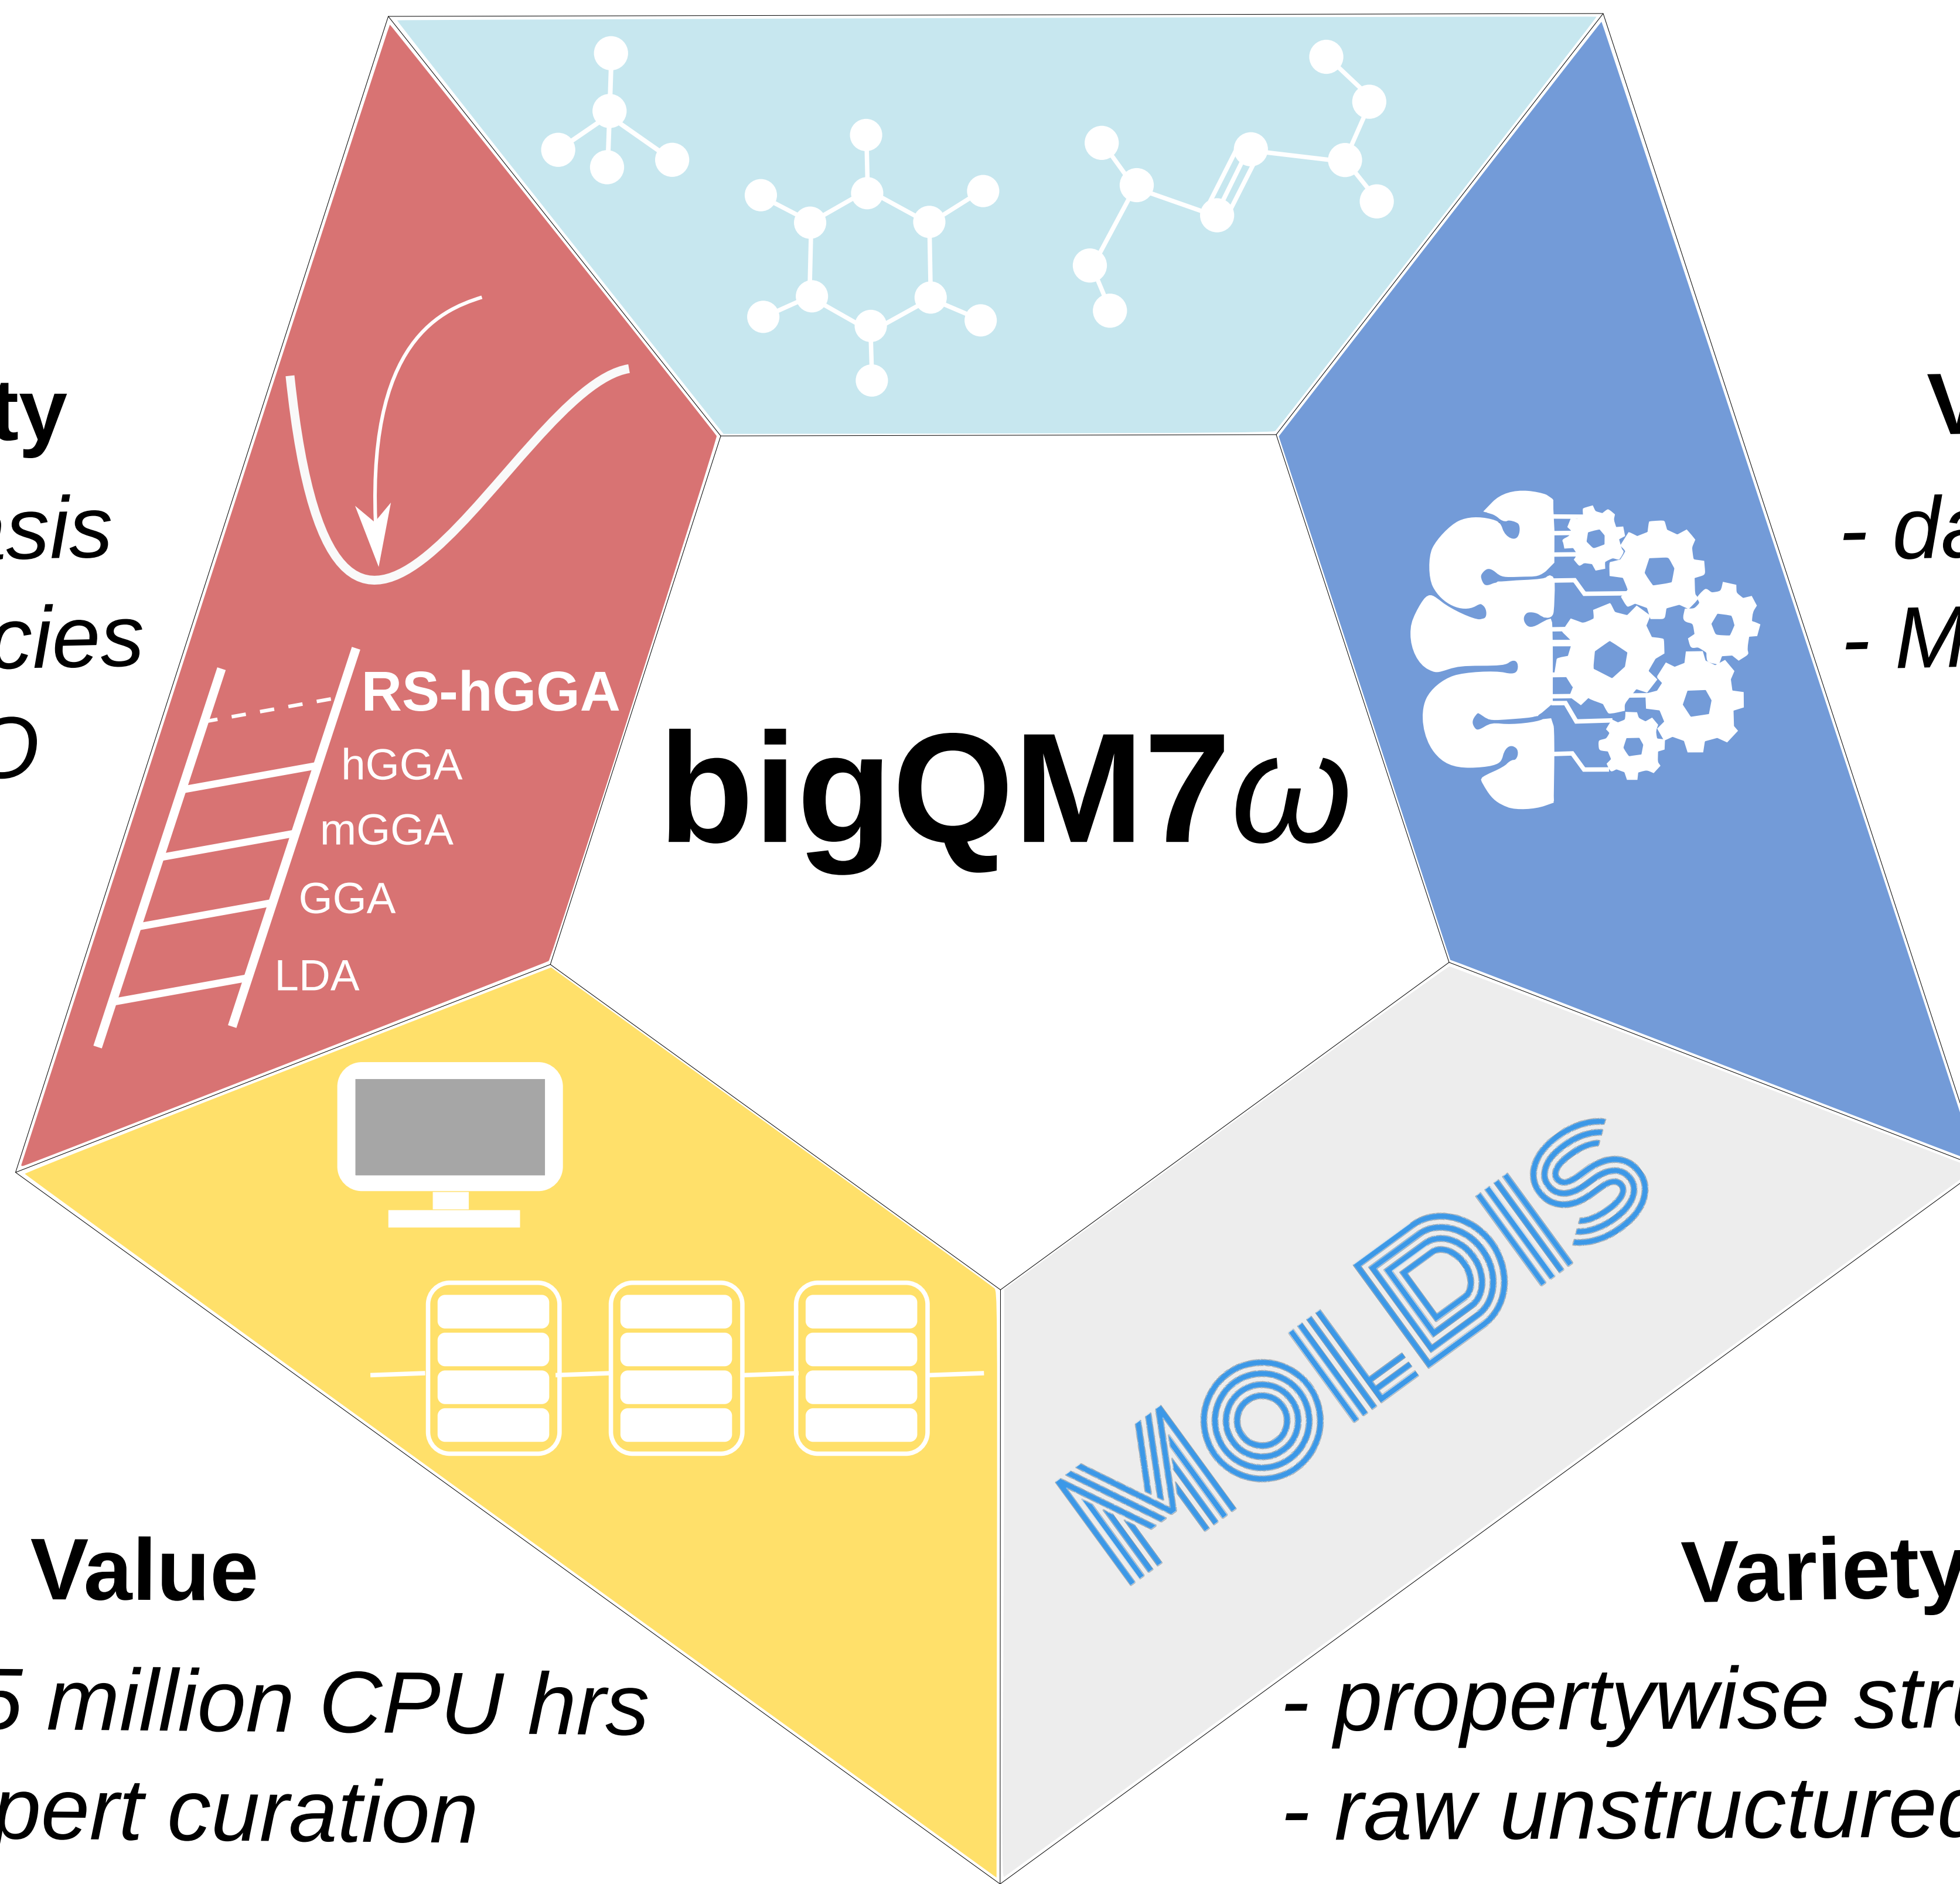 ty
sis
cies
RS-hGGA
hGGA
mGGA
GGA
LDA
bigQM7ω
V
- da
- M
MOLDIS
Value
5 million CPU hrs
pert curation
Variety
- propertywise stru
- raw unstructured